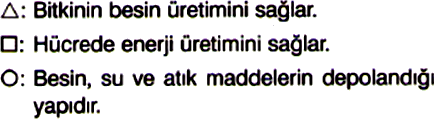 △: Bitkinin besin üretimini sağlar.
□: Hücrede enerji üretimini sağlar.
○: Besin, su ve atık maddelerin depolandığı
yapıdır.